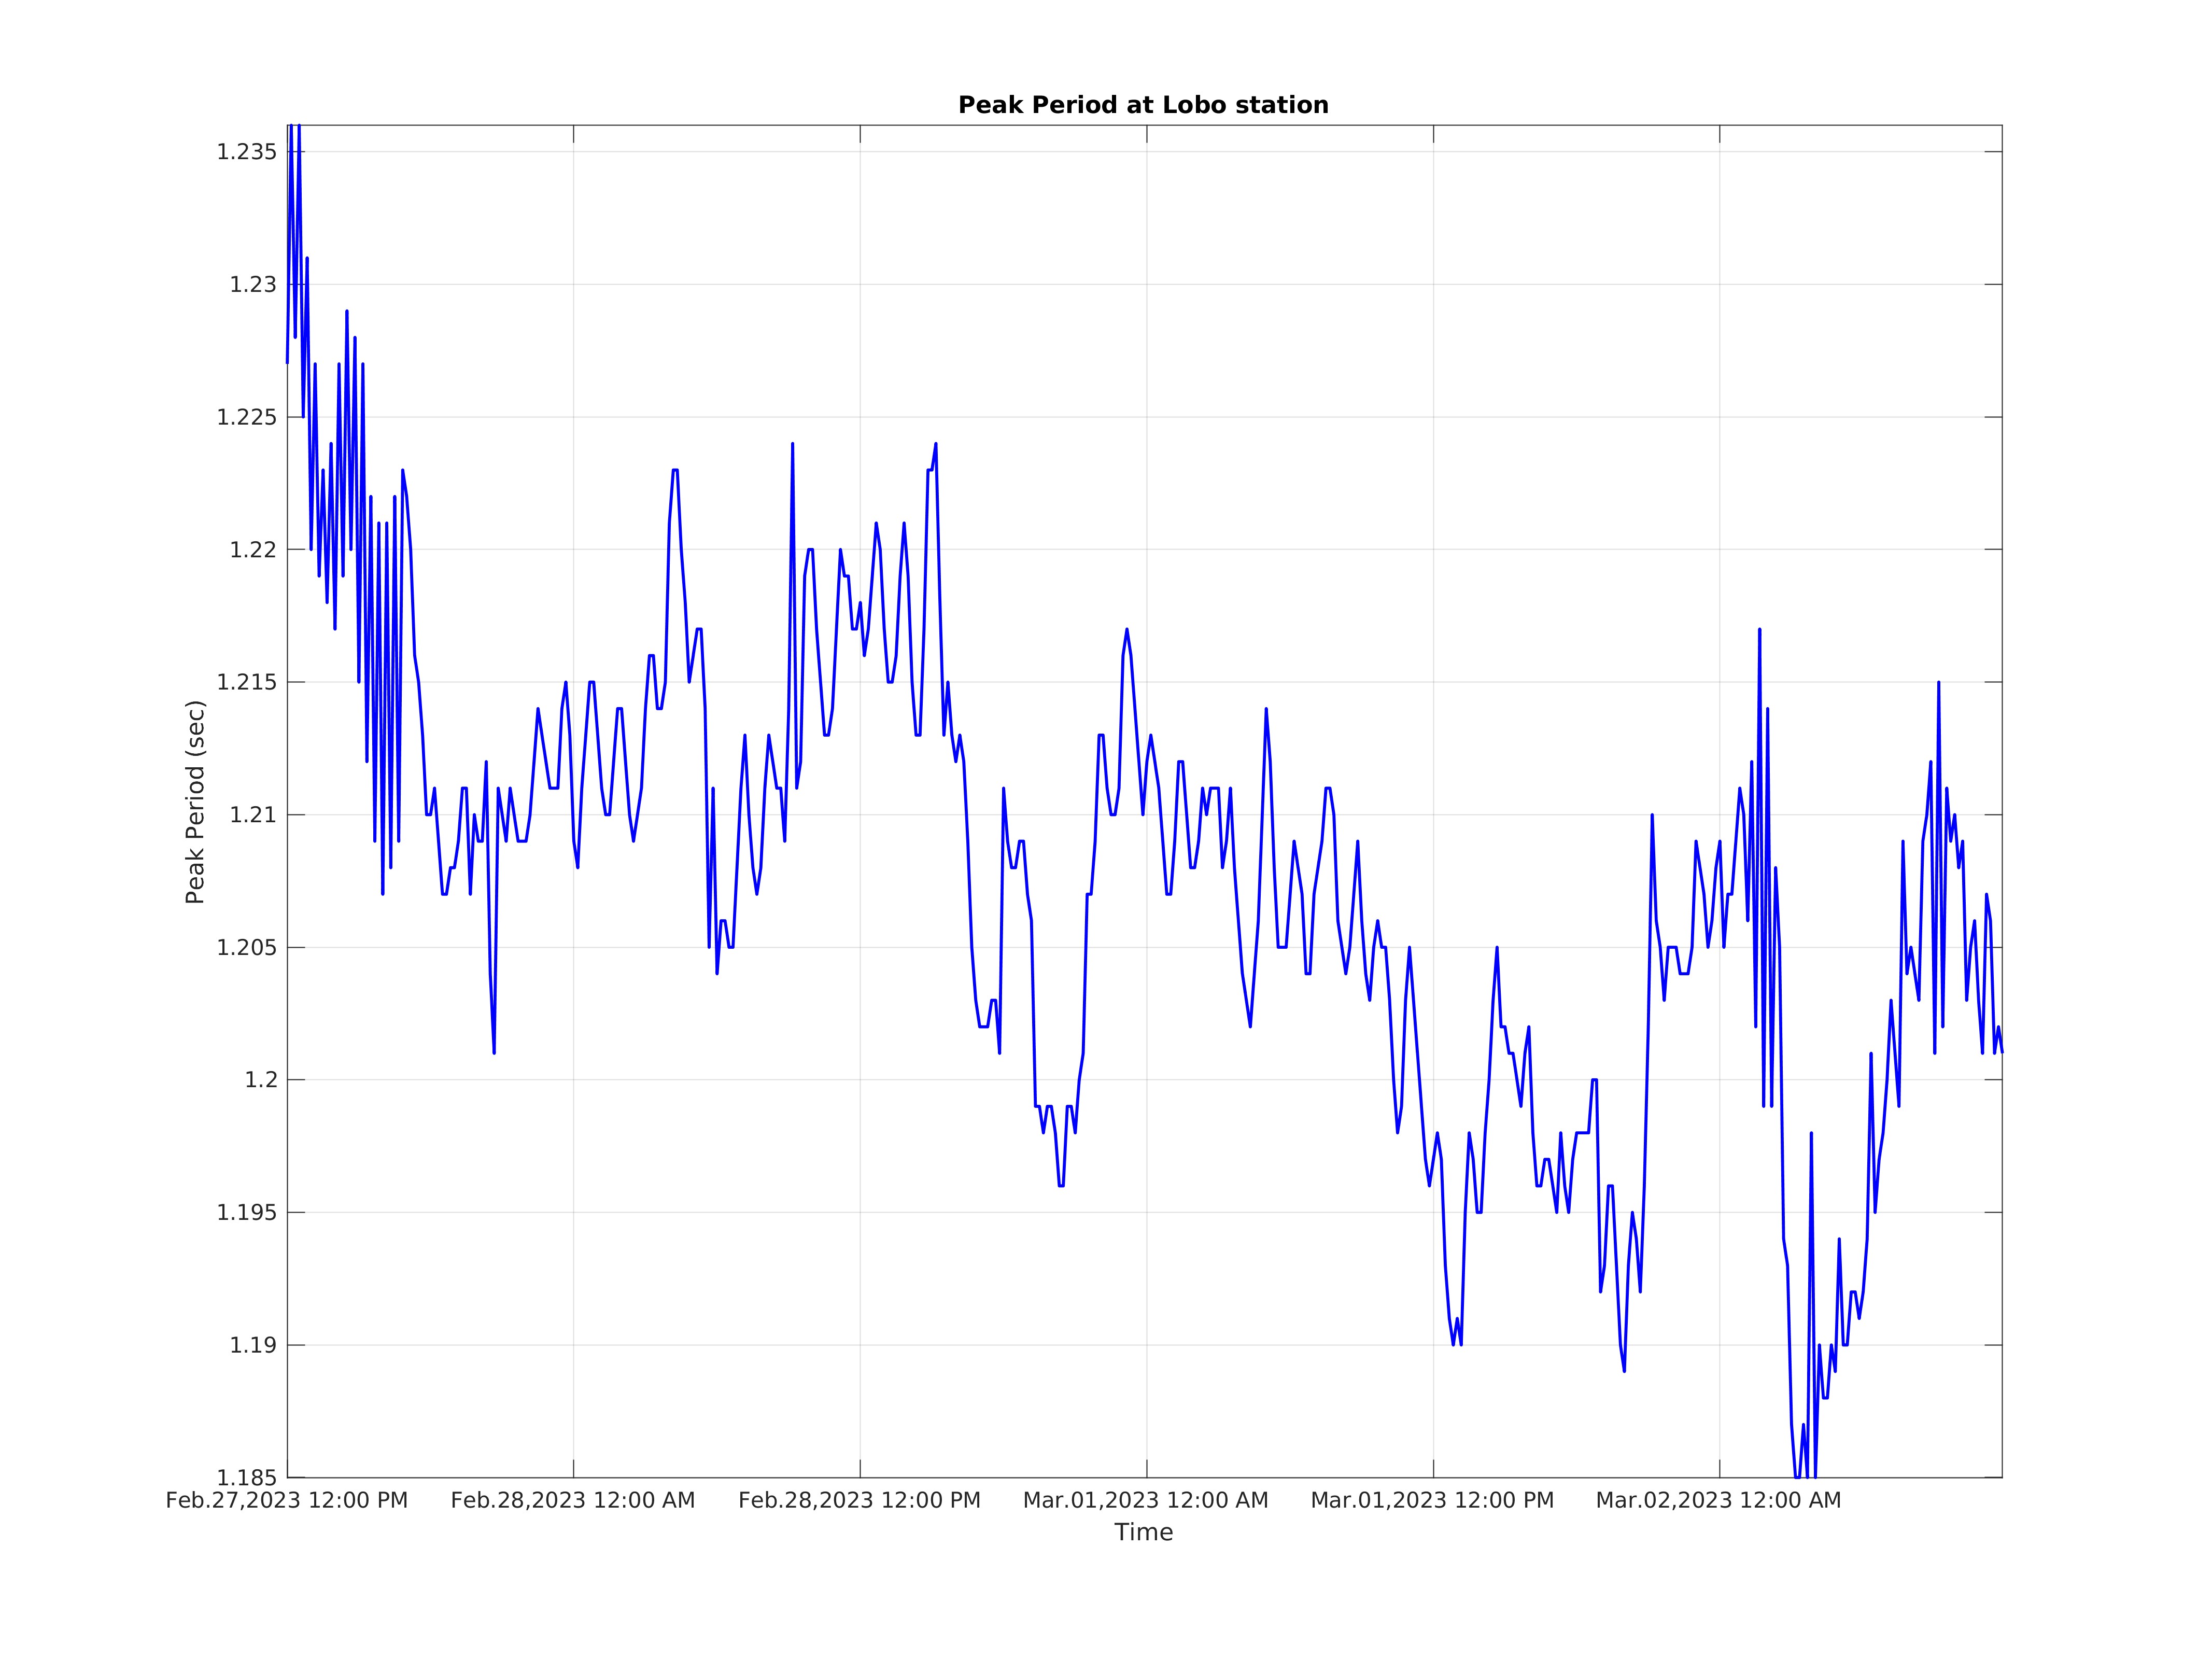 Peak Period at Lobo station
1.235
1.23
1.225
1.22
1.215
1.21
1.205
1.2
1.195
1.19
1.185
Peak Period (sec)
Feb.27,2023 12:00 PM Feb.28,2023 12:00 AM Feb.28,2023 12:00 PM Mar.01,2023 12:00 AM Mar.01,2023 12:00 PM Mar.02,2023 12:00 AM
Time